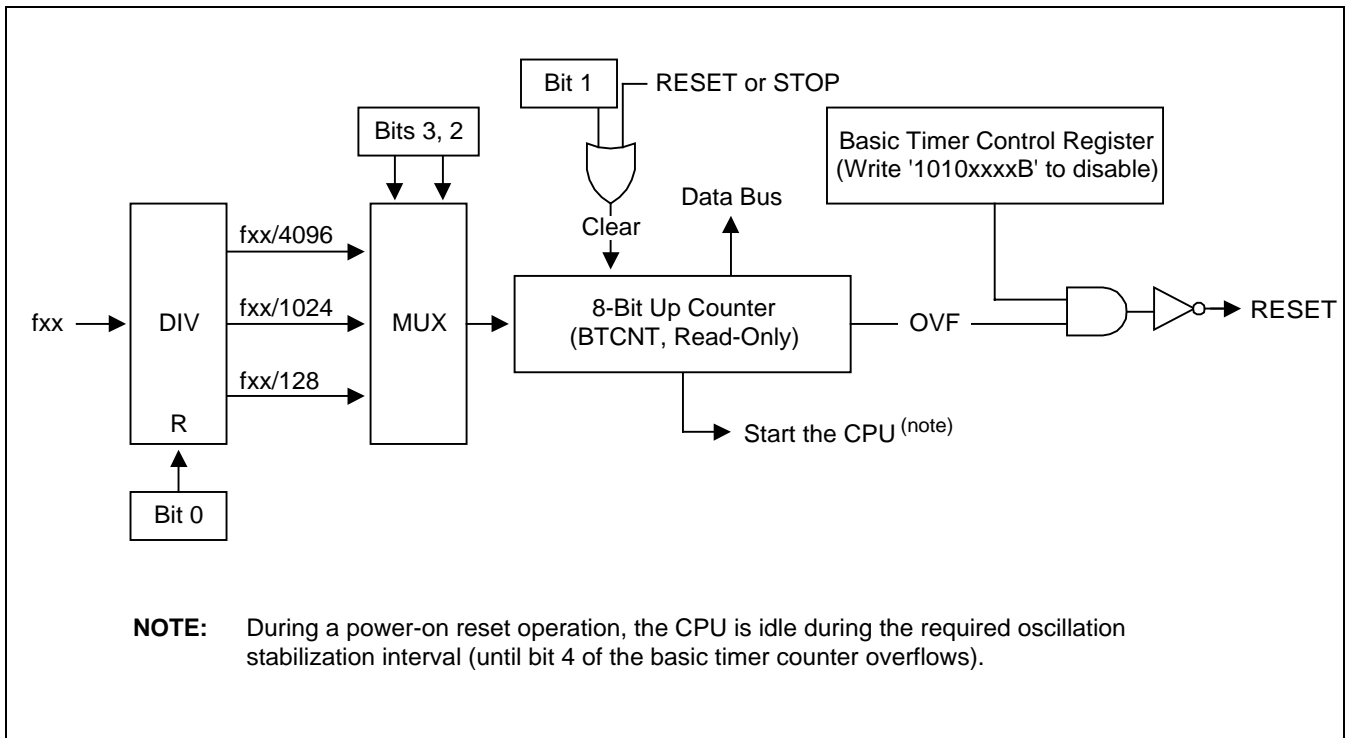 Bit 1
RESET or STOP
Bits 3, 2
Basic Timer Control Register
(Write '1010xxxxB' to disable)
Data Bus
Clear
fxx/4096
fxx
DIV
fxx/1024
MUX
8-Bit Up Counter
(BTCNT, Read-Only)
OVF
RESET
fxx/128
R
Start the CPU (note)
Bit 0
NOTE: During a power-on reset operation, the CPU is idle during the required oscillation
stabilization interval (until bit 4 of the basic timer counter overflows).